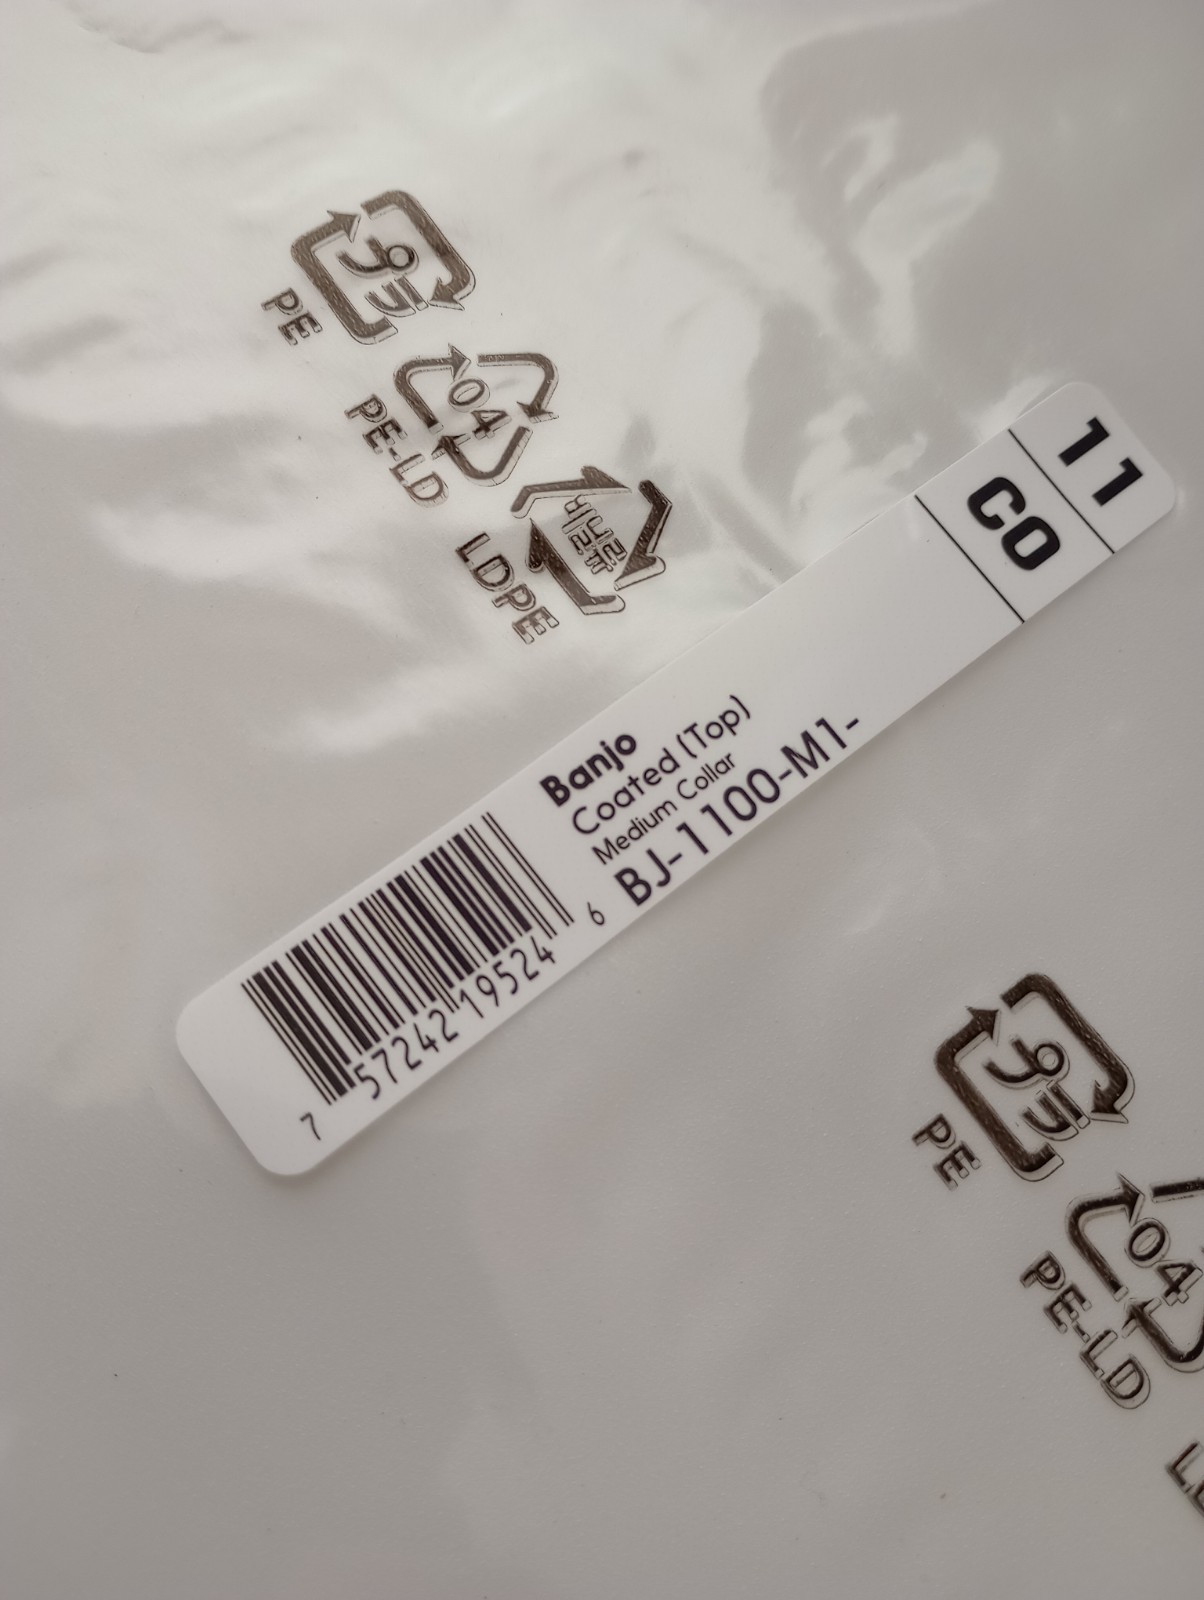 プラ
PE
04
PE-LD
비닐류
LDPE
11
CO
Banjo
Coated (Top)
Medium Collar
BJ-1100-M1-
7 57242 19524 6
プラ
PE
04
PE-LD